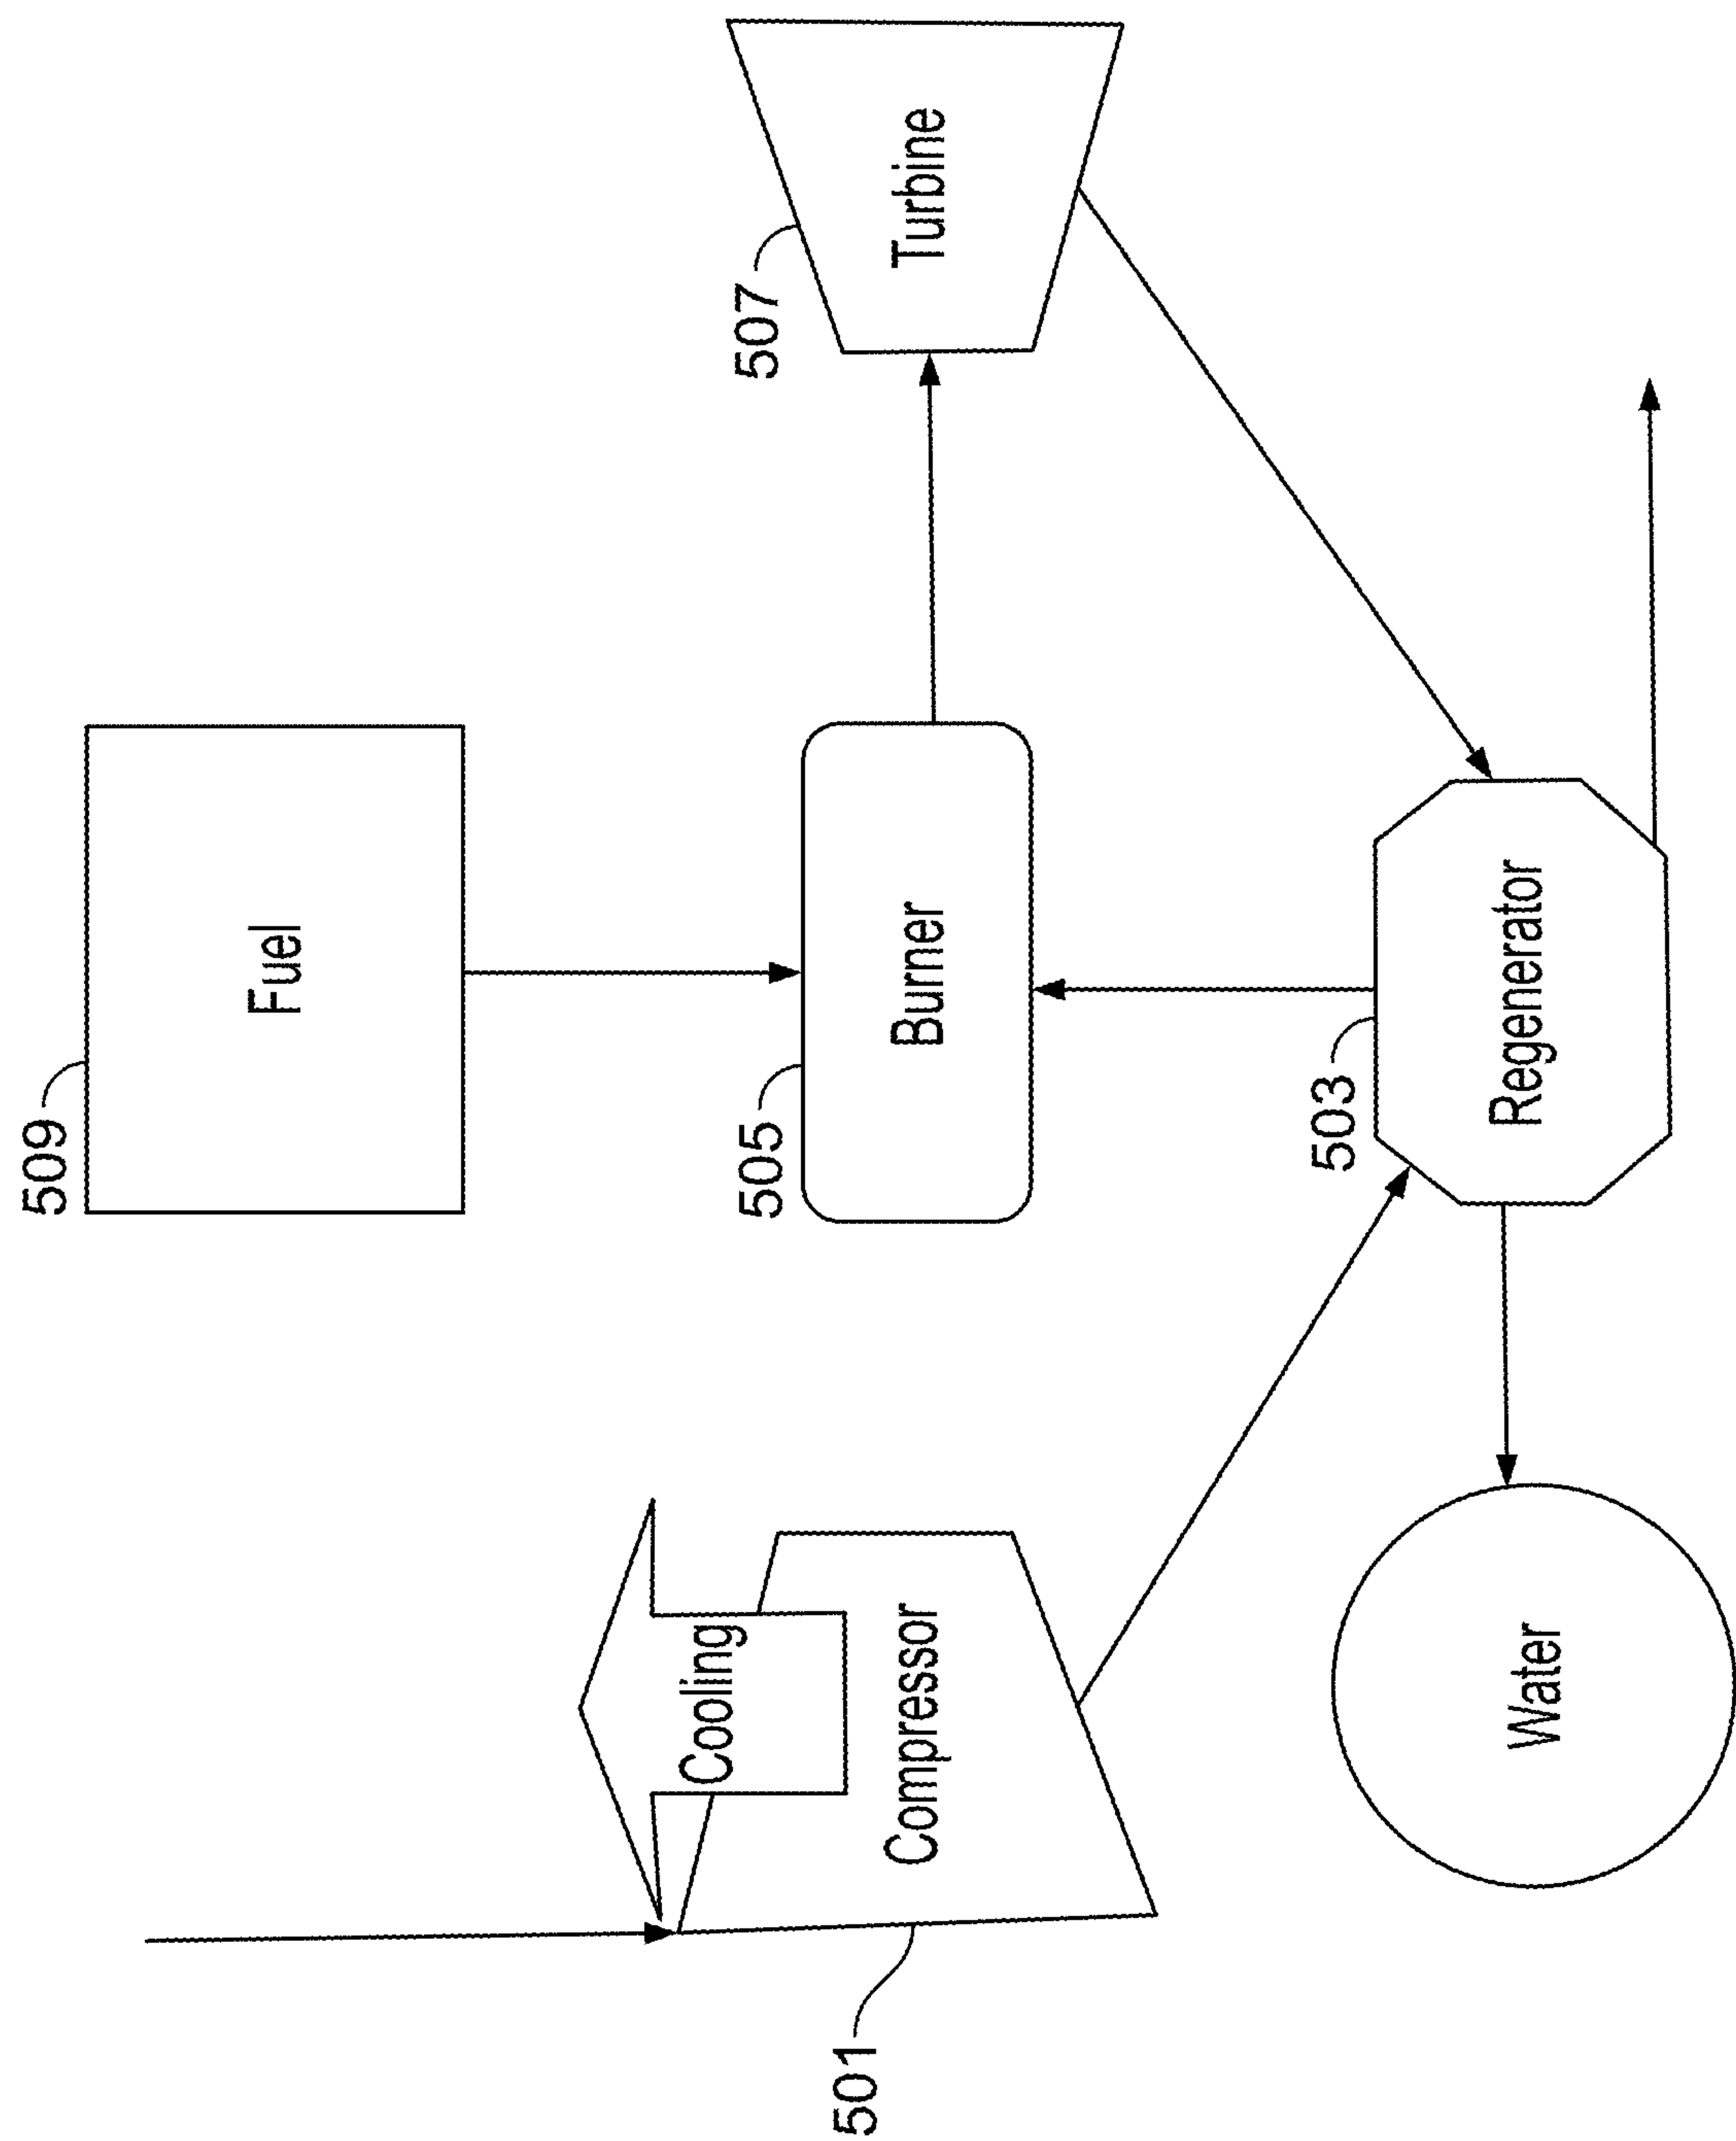 509
Fuel
501
Cooling
Compressor
505
Burner
507
Turbine
503
Regenerator
Water